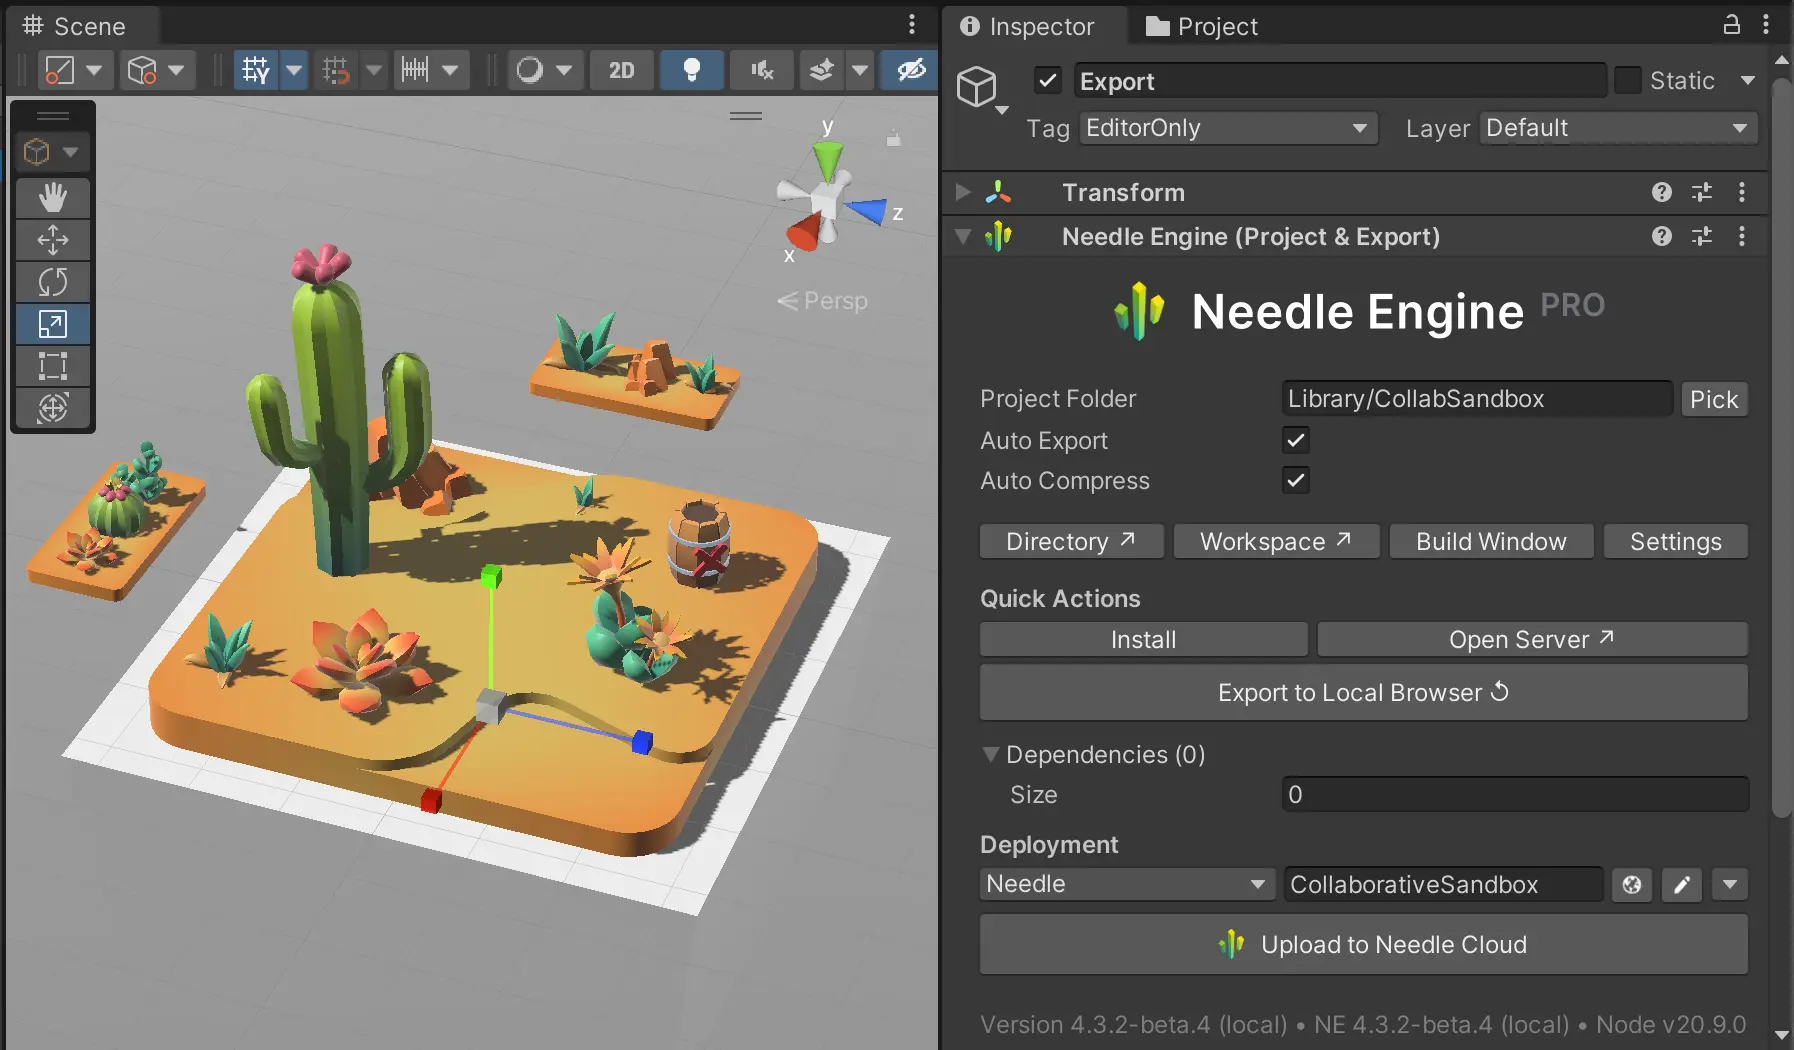 Scene
Inspector
Project
2D
Export
Static
Tag
EditorOnly
Layer
Default
Transform
Needle Engine (Project & Export)
y
z
x
Persp
Needle Engine PRO
Project Folder
Library/CollabSandbox
Pick
Auto Export
Auto Compress
Directory ↗
Workspace ↗
Build Window
Settings
Quick Actions
Install
Open Server ↗
Export to Local Browser ↺
Dependencies (0)
Size
0
Deployment
Needle
CollaborativeSandbox
Upload to Needle Cloud
Version 4.3.2-beta.4 (local) • NE 4.3.2-beta.4 (local) • Node v20.9.0